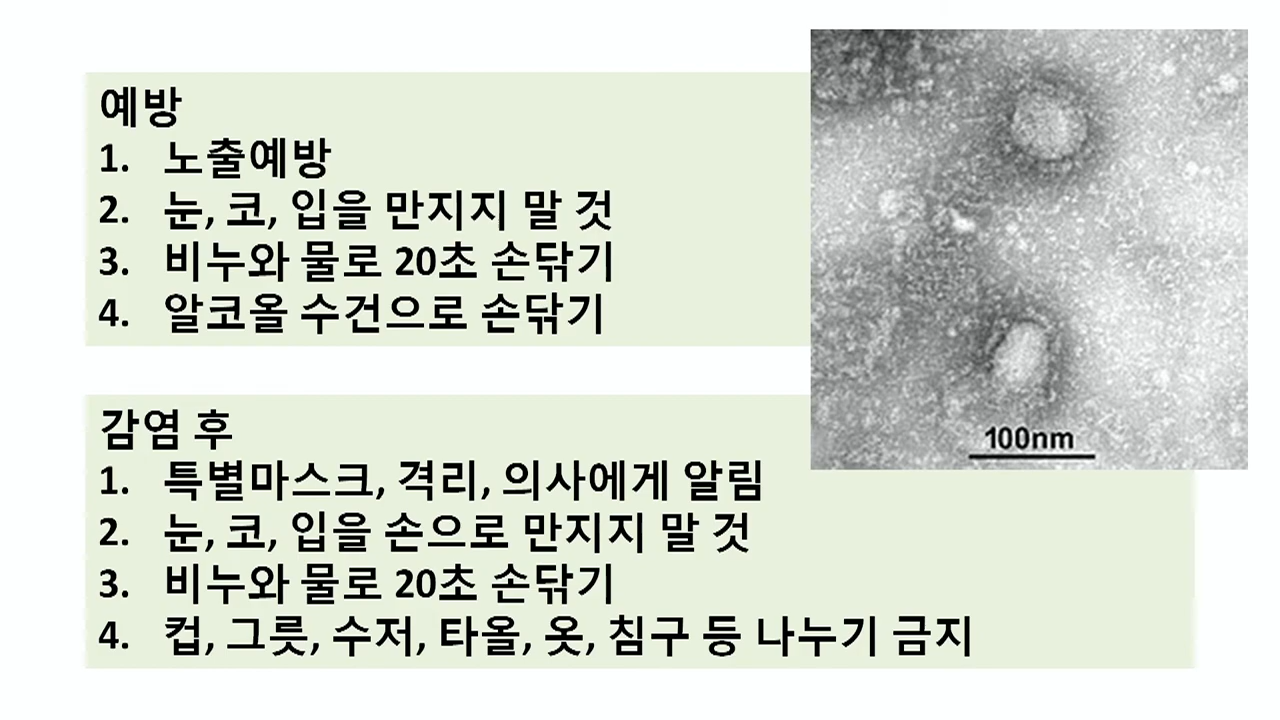 예방
1. 노출예방
2. 눈, 코, 입을 만지지 말 것
3. 비누와 물로 20초 손닦기
4. 알코올 수건으로 손닦기
100nm
감염 후
1. 특별마스크, 격리, 의사에게 알림
2. 눈, 코, 입을 손으로 만지지 말 것
3. 비누와 물로 20초 손닦기
4. 컵, 그릇, 수저, 타올, 옷, 침구 등 나누기 금지